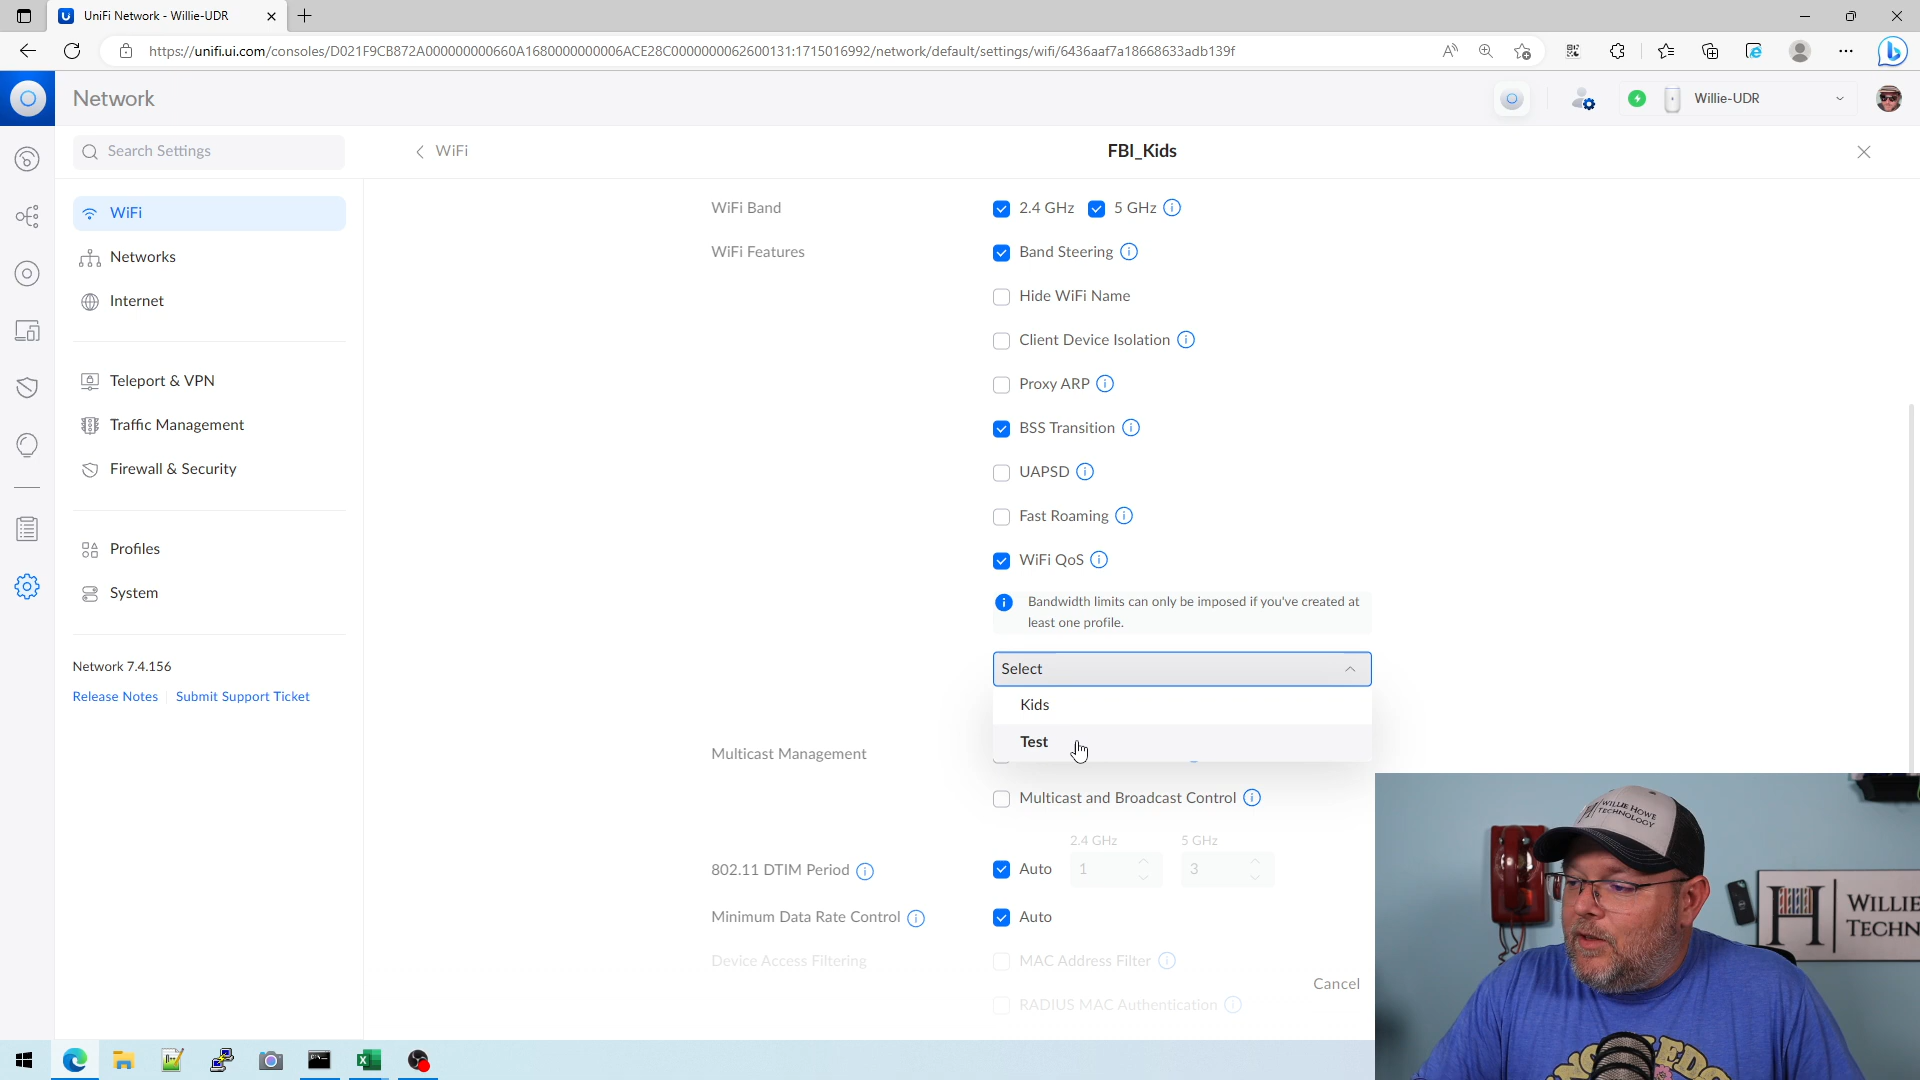 UniFi Network - Willie-UDR
https://unifi.ui.com/consoles/D021F9CB872A000000000660A1680000000006ACE28C0000000062600131:1715016992/network/default/settings/wifi/6436aaf7a18668633adb139f
Network
Willie-UDR
Search Settings
WiFi
FBI_Kids
WiFi
Networks
Internet
Teleport & VPN
Traffic Management
Firewall & Security
Profiles
System
Network 7.4.156
Release Notes
Submit Support Ticket
WiFi Band
2.4 GHz
5 GHz
WiFi Features
Band Steering
Hide WiFi Name
Client Device Isolation
Proxy ARP
BSS Transition
UAPSD
Fast Roaming
WiFi QoS
Bandwidth limits can only be imposed if you've created at
least one profile.
Select
Kids
Test
Multicast Management
Multicast and Broadcast Control
2.4 GHz
5 GHz
802.11 DTIM Period
Auto
1
3
Minimum Data Rate Control
Auto
Device Access Filtering
MAC Address Filter
Cancel
RADIUS MAC Authentication
WILLIE HOWE
TECHNOLOGY
H
WILLIE
TECHN